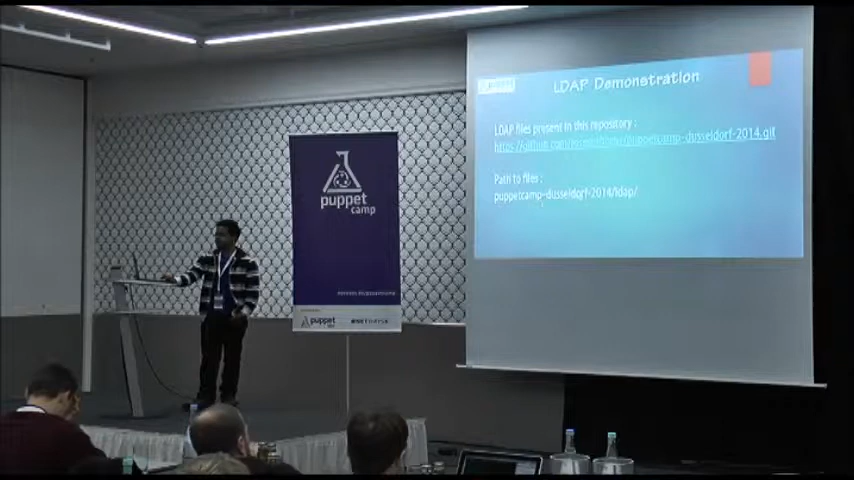 LDAP Demonstration
LDAP files present in this repository :
puppetcamp-dusseldorf-2014.git
Path to files :
puppetcamp-dusseldorf-2014/ldap/
puppet
camp
puppet